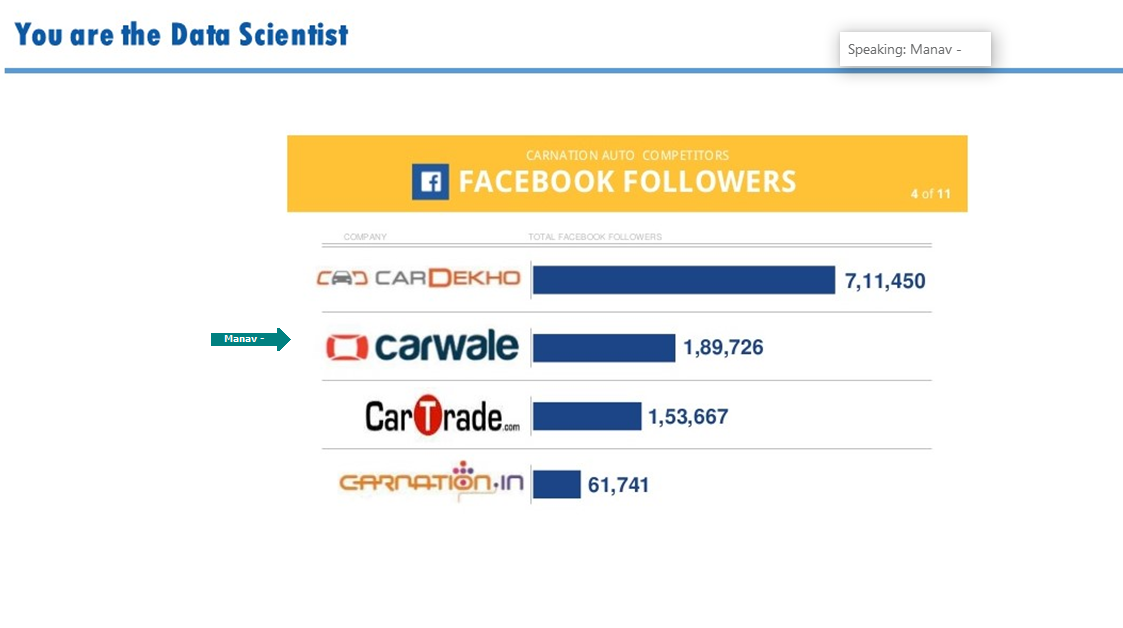 You are the Data Scientist
Speaking: Manav -
CARNATION AUTO COMPETITORS
FACEBOOK FOLLOWERS
4 of 11
COMPANY TOTAL FACEBOOK FOLLOWERS
CARDEKHO 7,11,450
Manav -
carwale 1,89,726
CarTrade.com 1,53,667
CARNATION.IN 61,741